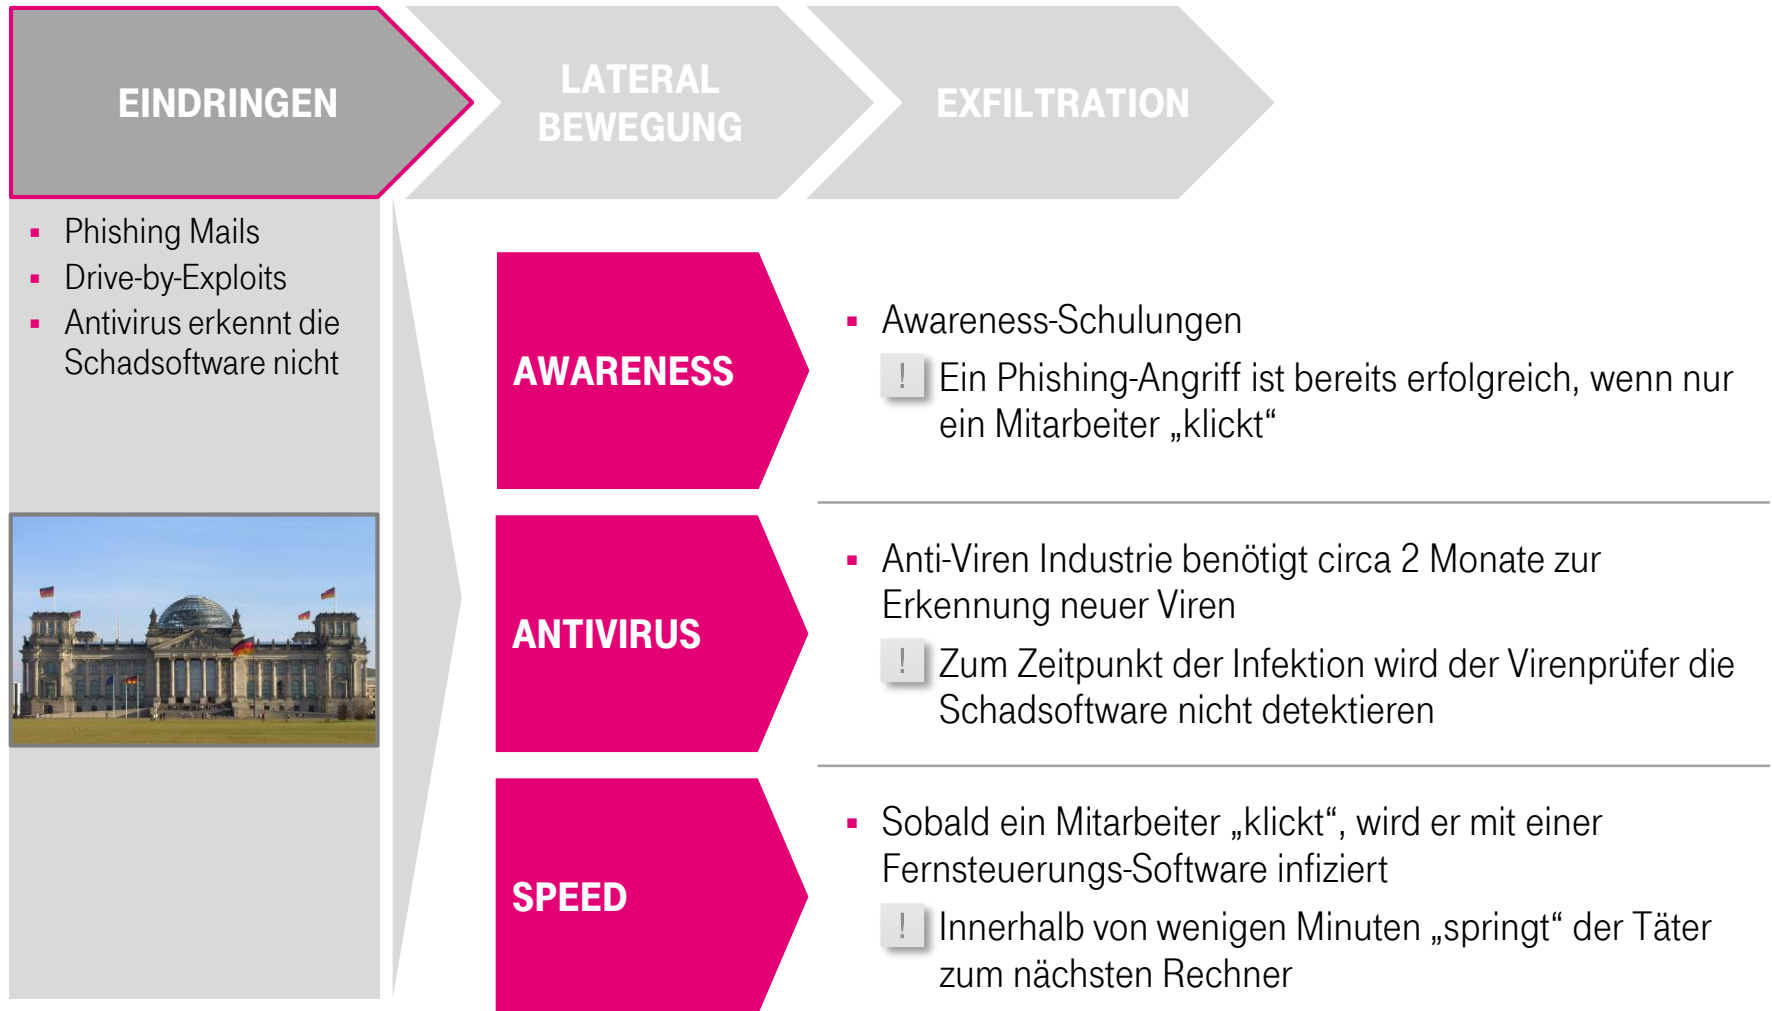 EINDRINGEN
LATERAL
BEWEGUNG
EXFILTRATION
Phishing Mails
Drive-by-Exploits
Antivirus erkennt die
Schadsoftware nicht
AWARENESS
Awareness-Schulungen
! Ein Phishing-Angriff ist bereits erfolgreich, wenn nur
ein Mitarbeiter „klickt“
ANTIVIRUS
Anti-Viren Industrie benötigt circa 2 Monate zur
Erkennung neuer Viren
! Zum Zeitpunkt der Infektion wird der Virenprüfer die
Schadsoftware nicht detektieren
SPEED
Sobald ein Mitarbeiter „klickt“, wird er mit einer
Fernsteuerungs-Software infiziert
! Innerhalb von wenigen Minuten „springt“ der Täter
zum nächsten Rechner